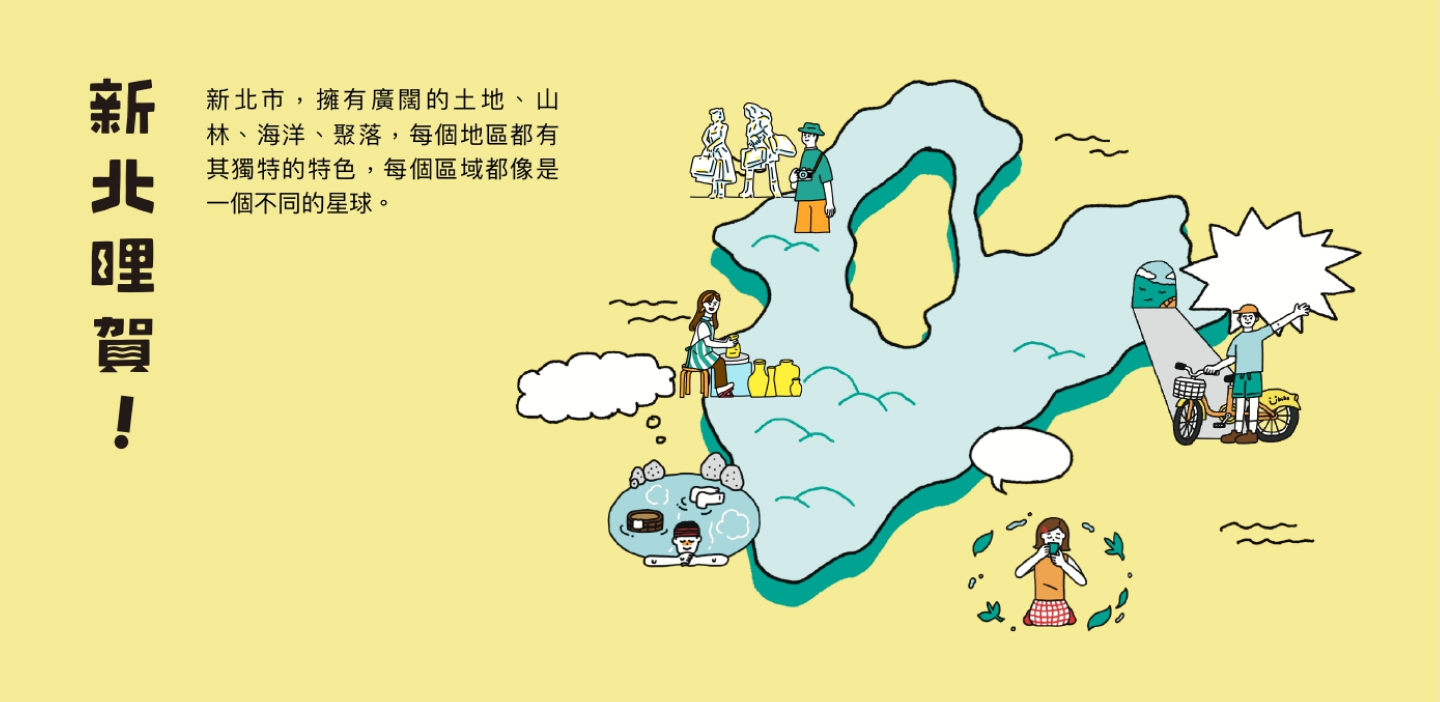 新北哩賀！
新北市，擁有廣闊的土地、山
林、海洋、聚落，每個地區都有
其獨特的特色，每個區域都像是
一個不同的星球。
Ubike